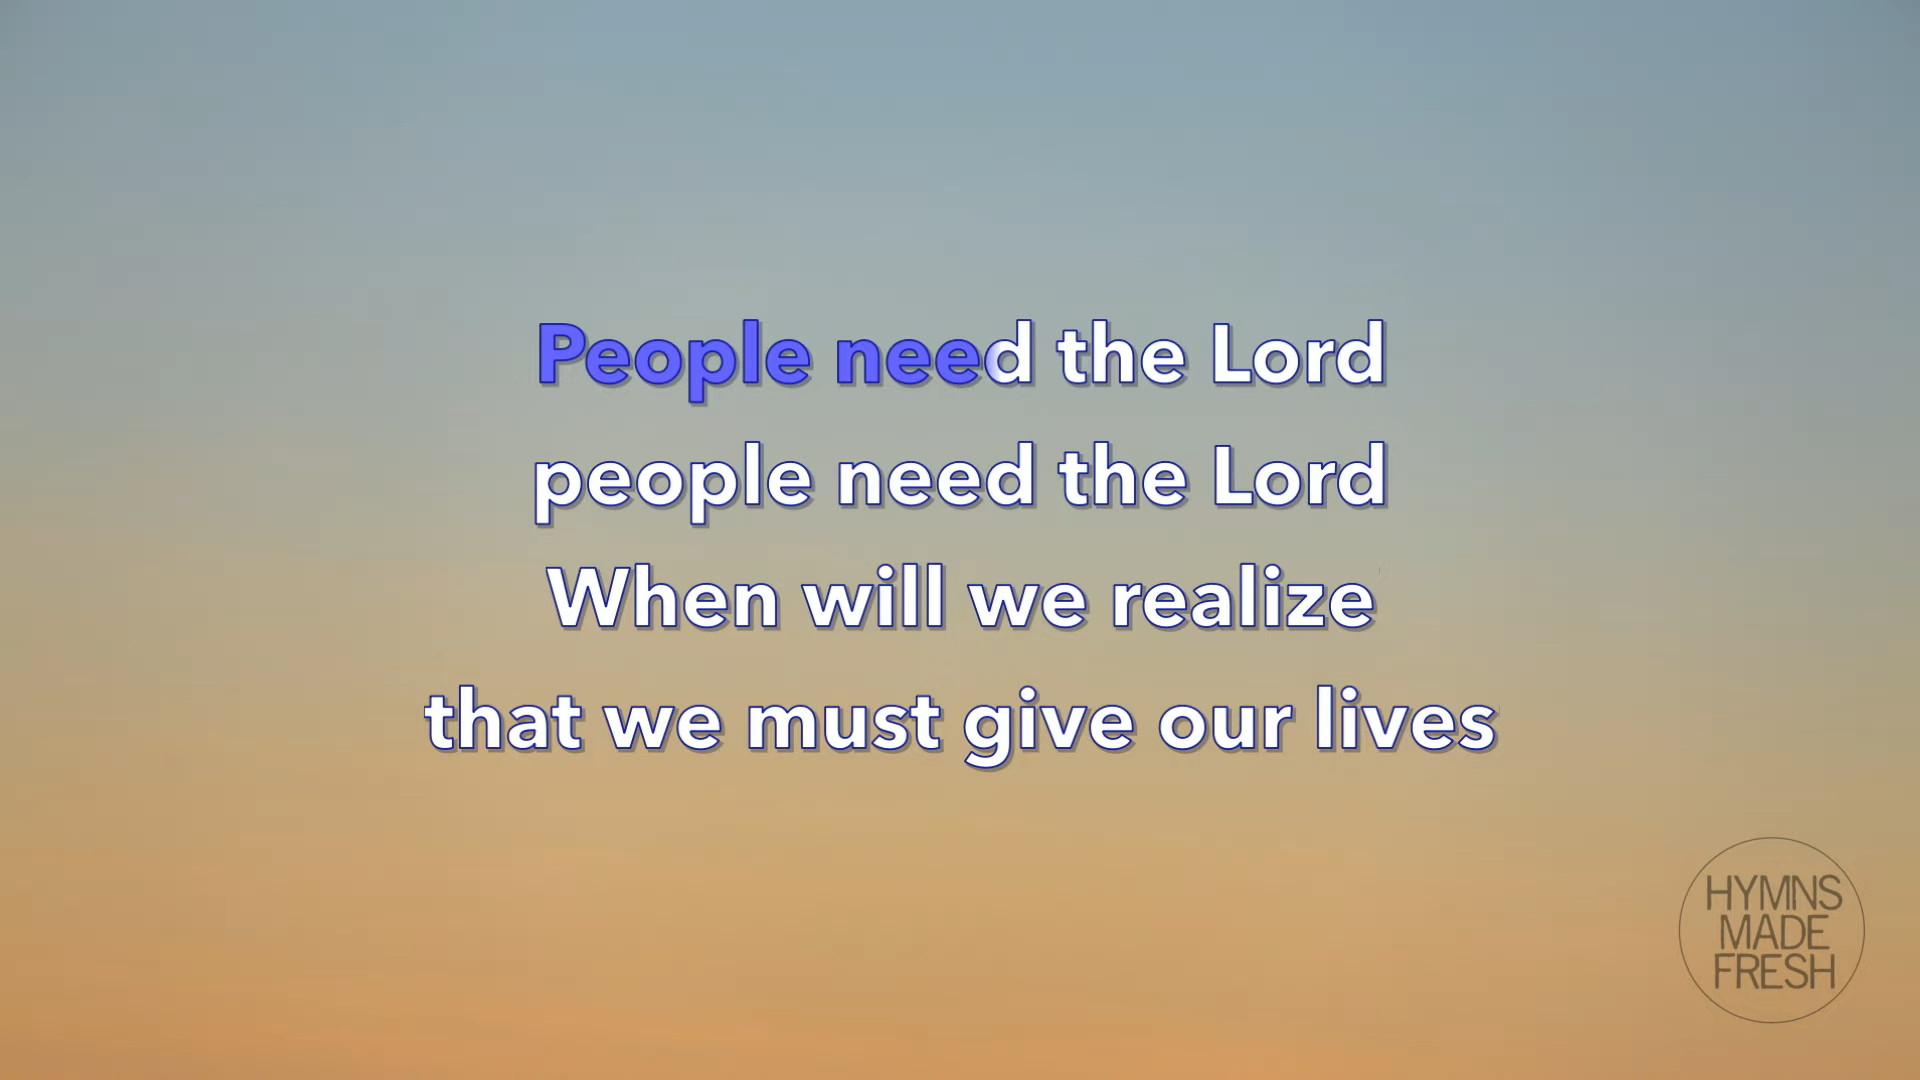 People need the Lord
people need the Lord
When will we realize
that we must give our lives
HYMNS
MADE
FRESH